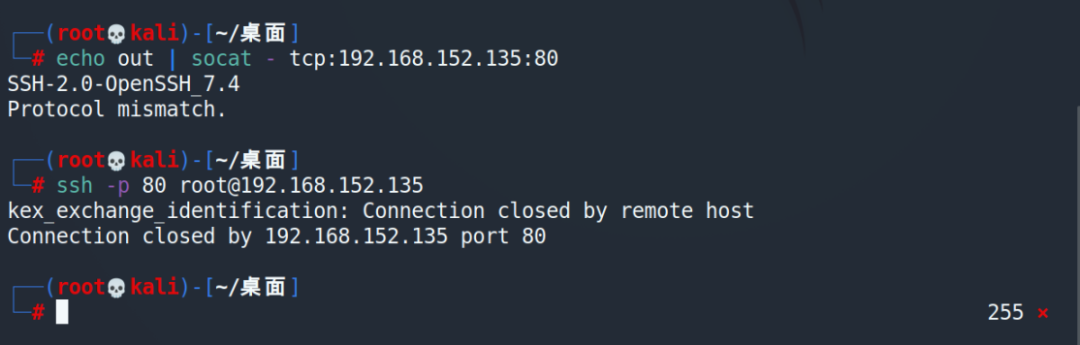 ┌──(root💀kali)-[~/桌面]
└─# echo out | socat - tcp:192.168.152.135:80
SSH-2.0-OpenSSH_7.4
Protocol mismatch.
┌──(root💀kali)-[~/桌面]
└─# ssh -p 80 root@192.168.152.135
kex_exchange_identification: Connection closed by remote host
Connection closed by 192.168.152.135 port 80
┌──(root💀kali)-[~/桌面]
└─# 255 ×